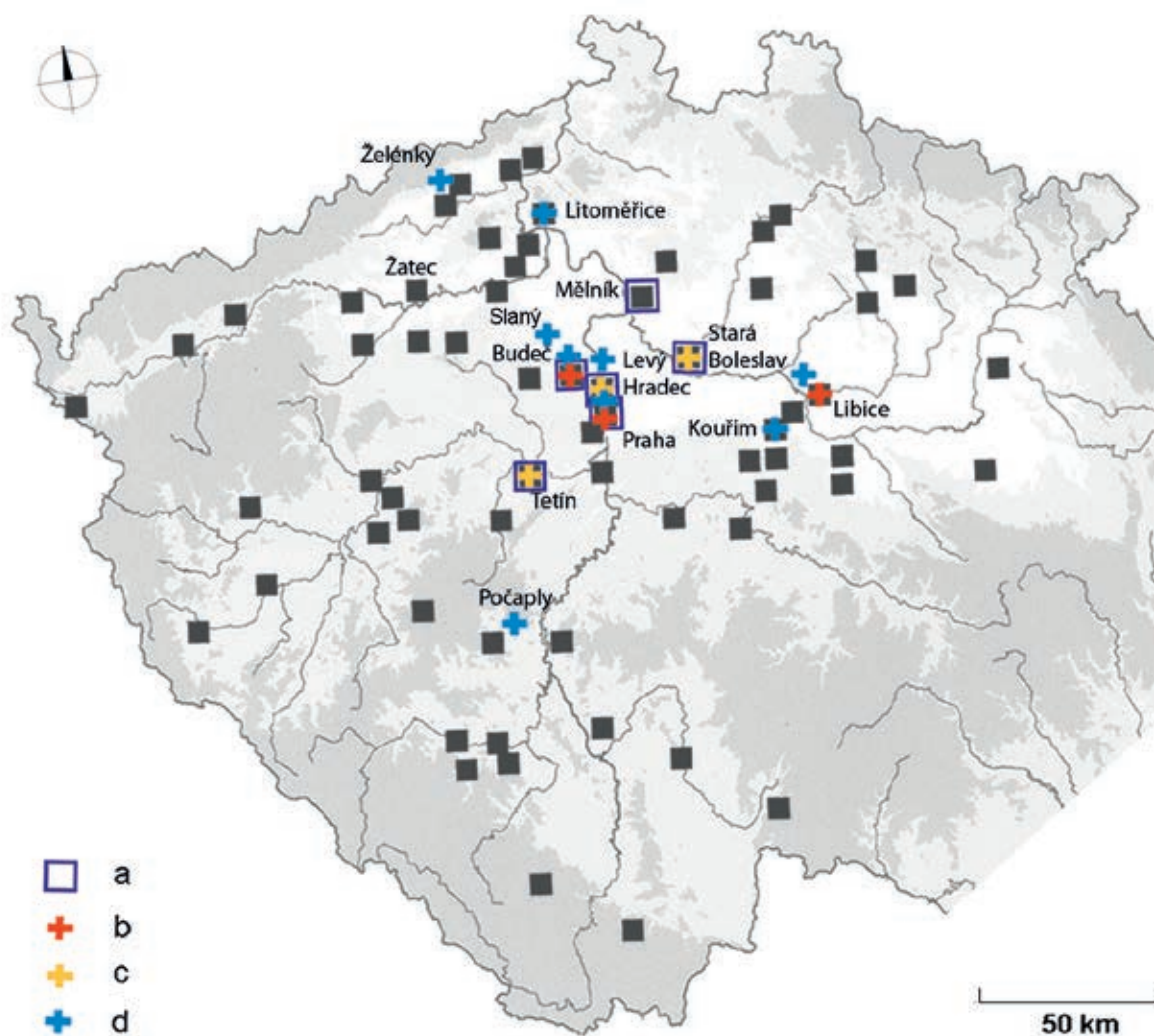 Želénky
Litoměřice
Žatec
Mělník
Slaný
Stará
Boleslav
Budeč
Levý
Hradec
Libice
Kouřim
Praha
Tetín
Počaply
a
b
c
d
50 km